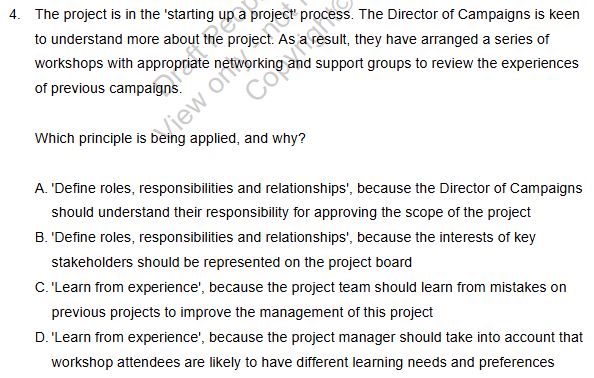 4. The project is in the 'starting up a project' process. The Director of Campaigns is keen
to understand more about the project. As a result, they have arranged a series of
workshops with appropriate networking and support groups to review the experiences
of previous campaigns.
Which principle is being applied, and why?
A. 'Define roles, responsibilities and relationships', because the Director of Campaigns
should understand their responsibility for approving the scope of the project
B. 'Define roles, responsibilities and relationships', because the interests of key
stakeholders should be represented on the project board
C. 'Learn from experience', because the project team should learn from mistakes on
previous projects to improve the management of this project
D. 'Learn from experience', because the project manager should take into account that
workshop attendees are likely to have different learning needs and preferences
Draft
View only - not